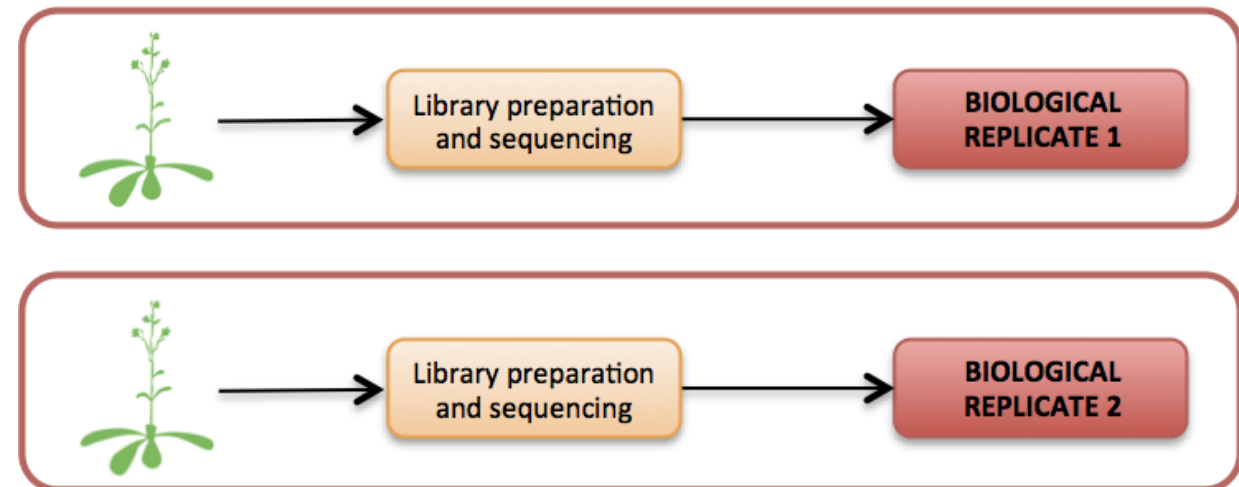 Library preparation
and sequencing
BIOLOGICAL
REPLICATE 1
Library preparation
and sequencing
BIOLOGICAL
REPLICATE 2